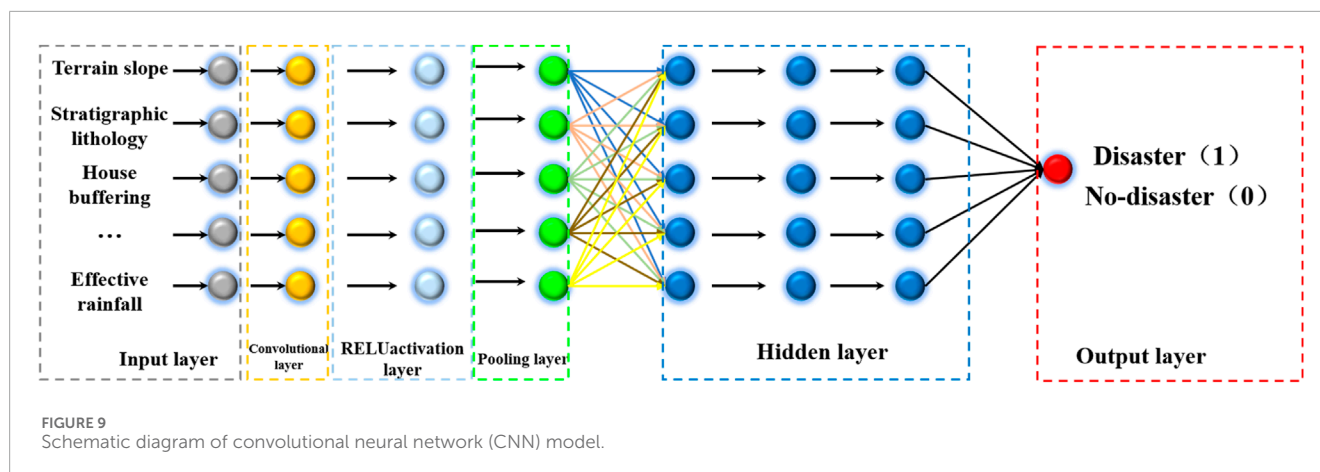 Terrain slope
Stratigraphic
lithology
House
buffering
...
Effective
rainfall
Input layer
Convolutional
layer
RELUactivation
layer
Pooling layer
Hidden layer
Disaster（1）
No-disaster（0）
Output layer
FIGURE 9
Schematic diagram of convolutional neural network (CNN) model.